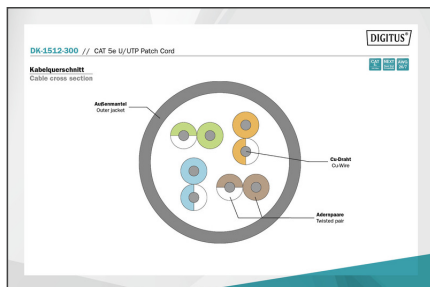 DIGITUS®
DK-1512-300 // CAT 5e U/UTP Patch Cord
Kabelquerschnitt
Cable cross section
Außenmantel
Outer jacket
Cu-Draht
Cu-Wire
Adernpaare
Twisted pair